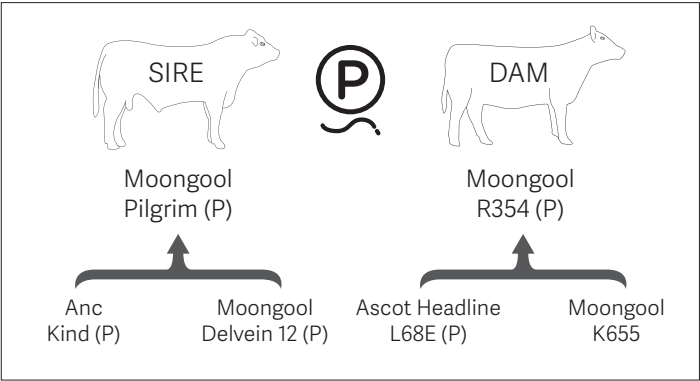 SIRE
P
DAM
Moongool
Pilgrim (P)
Moongool
R354 (P)
Anc
Kind (P)
Moongool
Delvein 12 (P)
Ascot Headline
L68E (P)
Moongool
K655